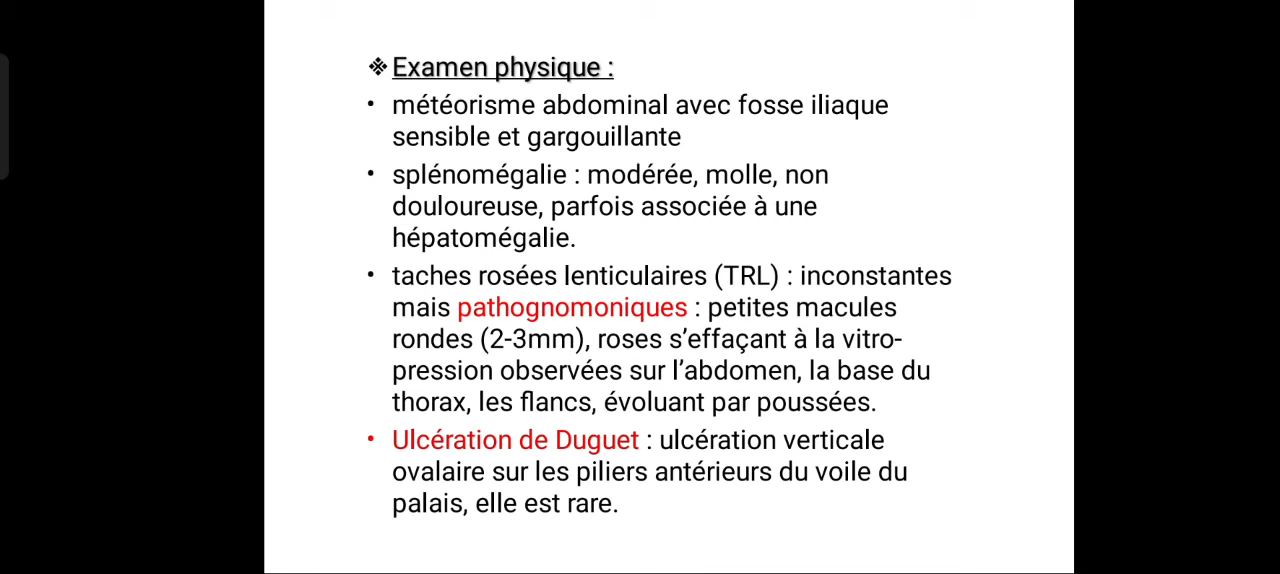 ❖ Examen physique :
• météorisme abdominal avec fosse iliaque
sensible et gargouillante
• splénomégalie : modérée, molle, non
douloureuse, parfois associée à une
hépatomégalie.
• taches rosées lenticulaires (TRL) : inconstantes
mais pathognomoniques : petites macules
rondes (2-3mm), roses s’effaçant à la vitro-
pression observées sur l’abdomen, la base du
thorax, les flancs, évoluant par poussées.
• Ulcération de Duguet : ulcération verticale
ovalaire sur les piliers antérieurs du voile du
palais, elle est rare.